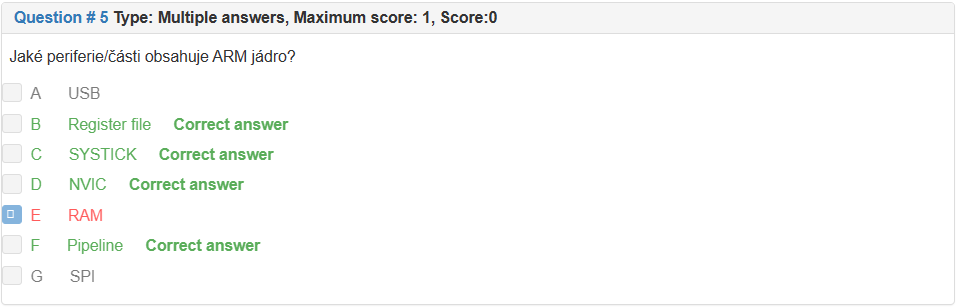 Question # 5 Type: Multiple answers, Maximum score: 1, Score:0
Jaké periferie/části obsahuje ARM jádro?
A USB
B Register file Correct answer
C SYSTICK Correct answer
D NVIC Correct answer
E RAM
F Pipeline Correct answer
G SPI